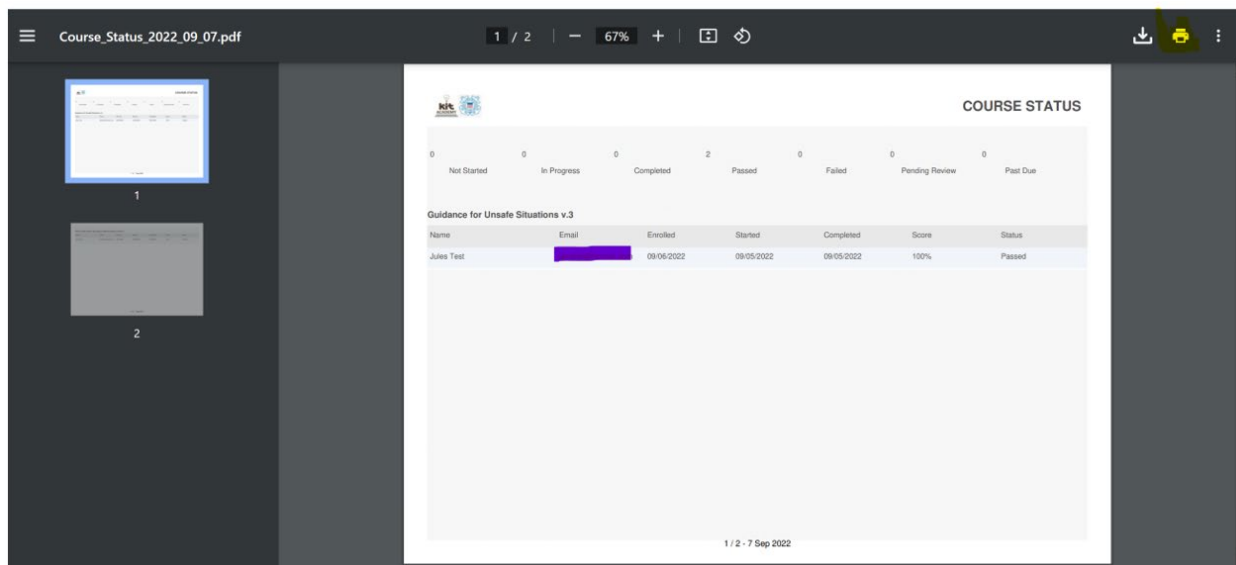 Course_Status_2022_09_07.pdf 1 / 2 67%
1
2
kit
ACADEMY
COURSE STATUS
0 0 0 2 0 0 0
Not Started In Progress Completed Passed Failed Pending Review Past Due
Guidance for Unsafe Situations v.3
Name Email Enrolled Started Completed Score Status
Jules Test 09/06/2022 09/05/2022 09/05/2022 100% Passed
1 / 2 - 7 Sep 2022